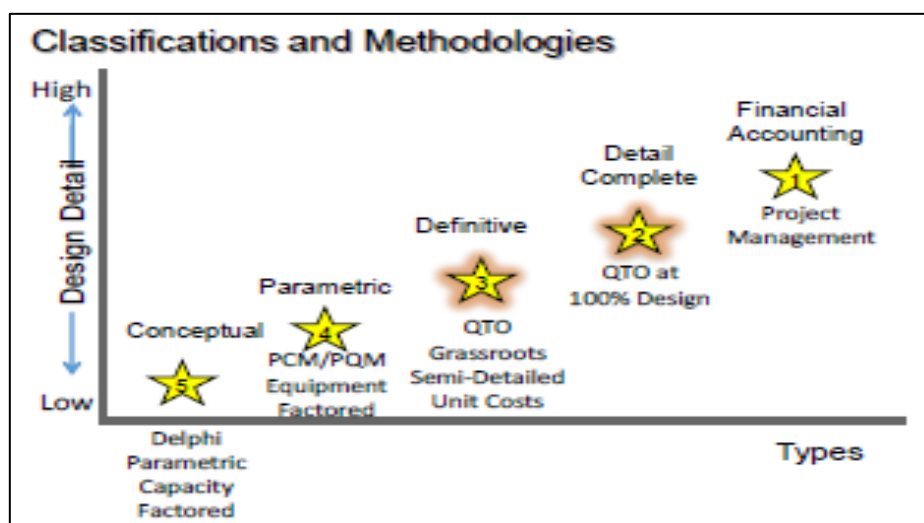 Classifications and Methodologies
High
Design Detail
Low
Conceptual
5
Delphi
Parametric
Capacity
Factored
Parametric
4
PCM/PQM
Equipment
Factored
Definitive
3
QTO
Grassroots
Semi-Detailed
Unit Costs
Detail
Complete
2
QTO at
100% Design
Financial
Accounting
1
Project
Management
Types